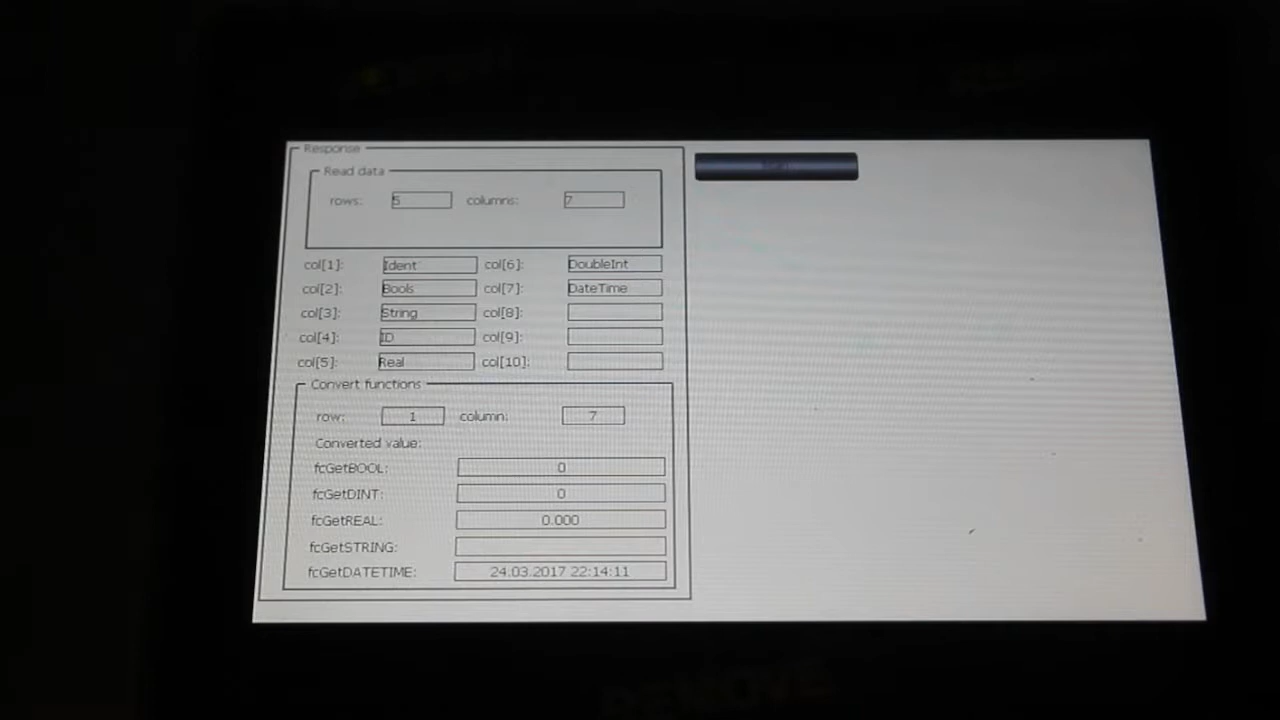 Response
Read data
rows: 5 columns: 7
col[1]: Ident col[6]: DoubleInt
col[2]: Bools col[7]: DateTime
col[3]: String col[8]:
col[4]: ID col[9]:
col[5]: Real col[10]:
Convert functions
row: 1 column: 7
Converted value:
fcGetBOOL: 0
fcGetDINT: 0
fcGetREAL: 0.000
fcGetSTRING:
fcGetDATETIME: 24.03.2017 22:14:11
REMOVE